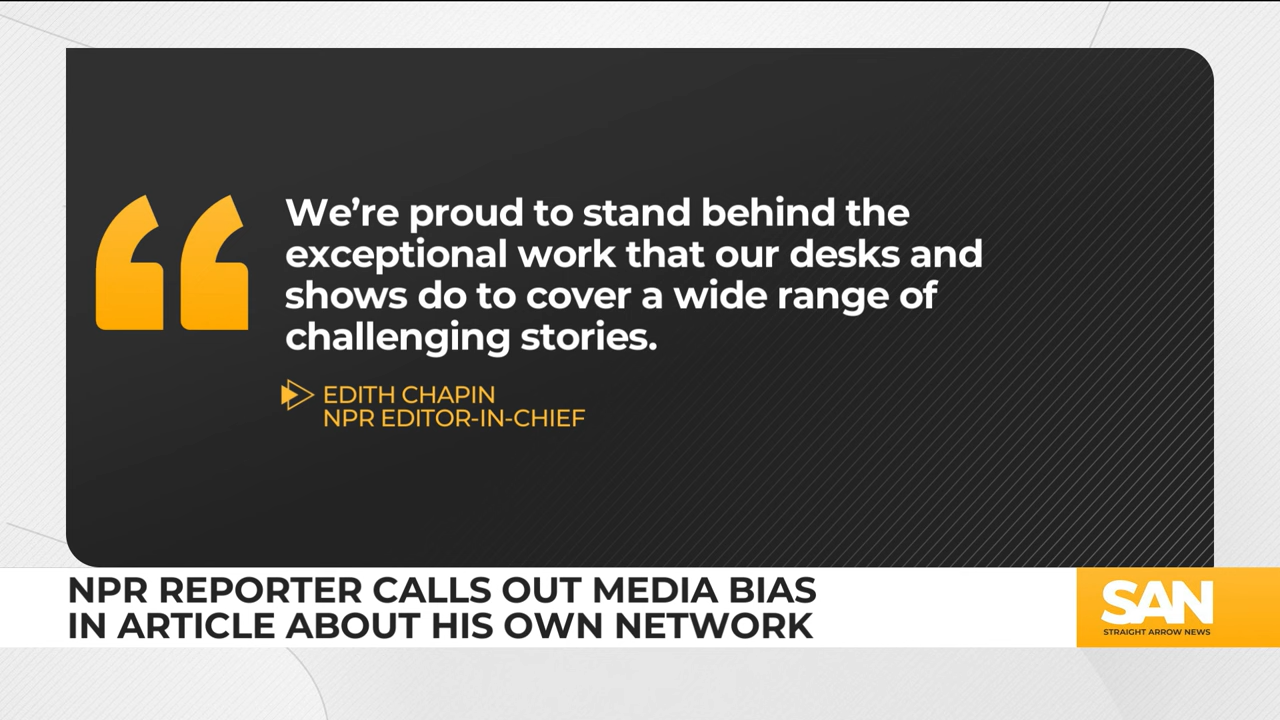 We’re proud to stand behind the
exceptional work that our desks and
shows do to cover a wide range of
challenging stories.
EDITH CHAPIN
NPR EDITOR-IN-CHIEF
NPR REPORTER CALLS OUT MEDIA BIAS
IN ARTICLE ABOUT HIS OWN NETWORK
SAN
STRAIGHT ARROW NEWS